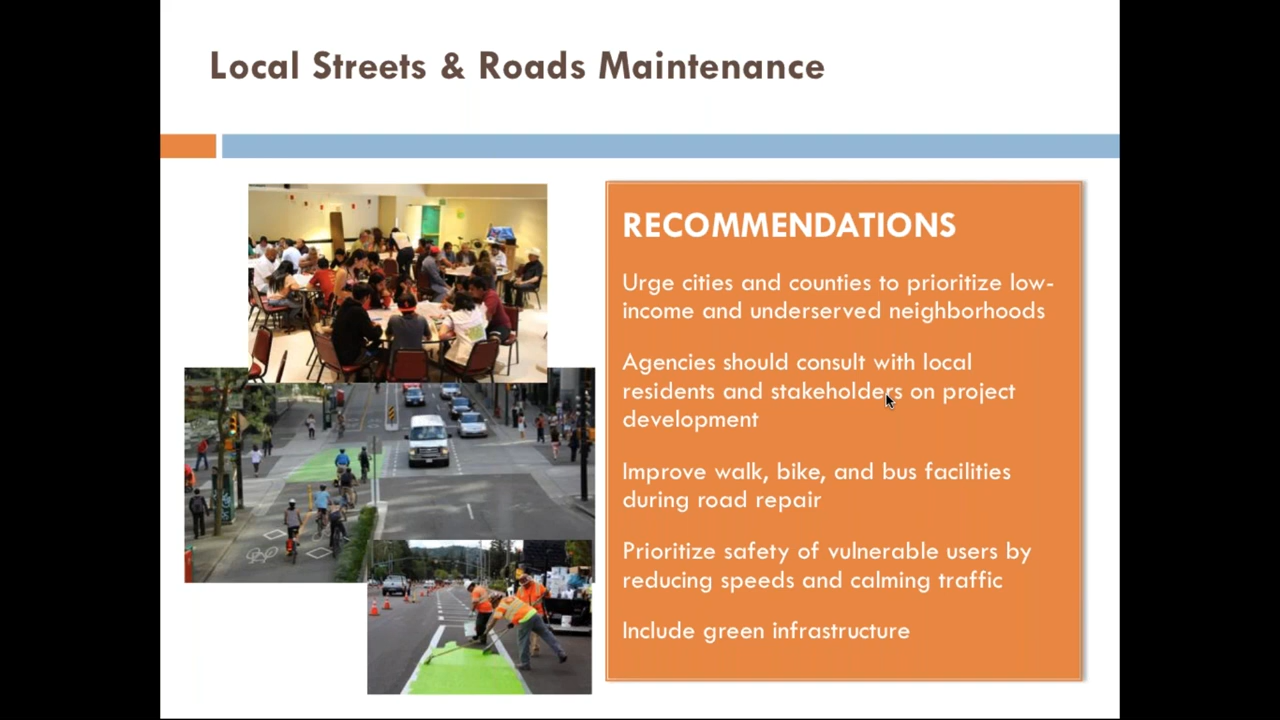 Local Streets & Roads Maintenance
RECOMMENDATIONS
Urge cities and counties to prioritize low-
income and underserved neighborhoods
Agencies should consult with local
residents and stakeholders on project
development
Improve walk, bike, and bus facilities
during road repair
Prioritize safety of vulnerable users by
reducing speeds and calming traffic
Include green infrastructure